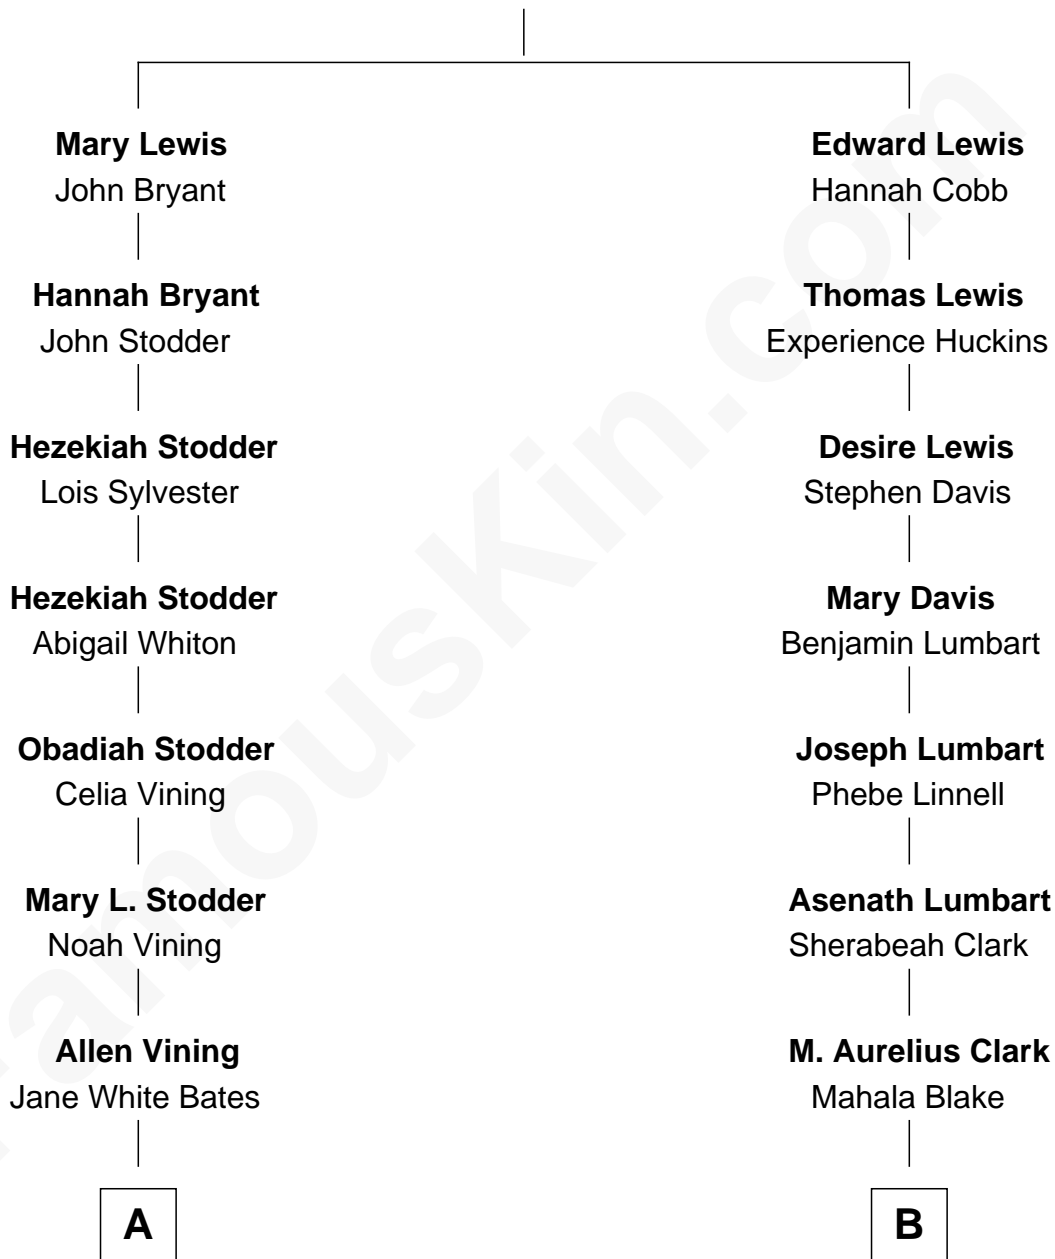 Mary Lewis
John Bryant
Hannah Bryant
John Stodder
Hezekiah Stodder
Lois Sylvester
Hezekiah Stodder
Abigail Whiton
Obadiah Stodder
Celia Vining
Mary L. Stodder
Noah Vining
Allen Vining
Jane White Bates
A
Edward Lewis
Hannah Cobb
Thomas Lewis
Experience Huckins
Desire Lewis
Stephen Davis
Mary Davis
Benjamin Lumbart
Joseph Lumbart
Phebe Linnell
Asenath Lumbart
Sherabeah Clark
M. Aurelius Clark
Mahala Blake
B
FamousKin.com